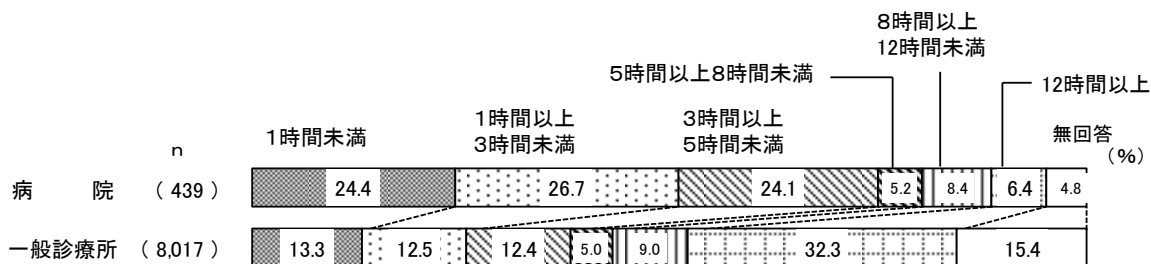 8時間以上
12時間未満
5時間以上8時間未満
12時間以上
1時間未満
1時間以上
3時間未満
3時間以上
5時間未満
無回答
(%)
n
病　　院 (439) 24.4 26.7 24.1 5.2 8.4 6.4 4.8
一般診療所 (8,017) 13.3 12.5 12.4 5.0 9.0 32.3 15.4